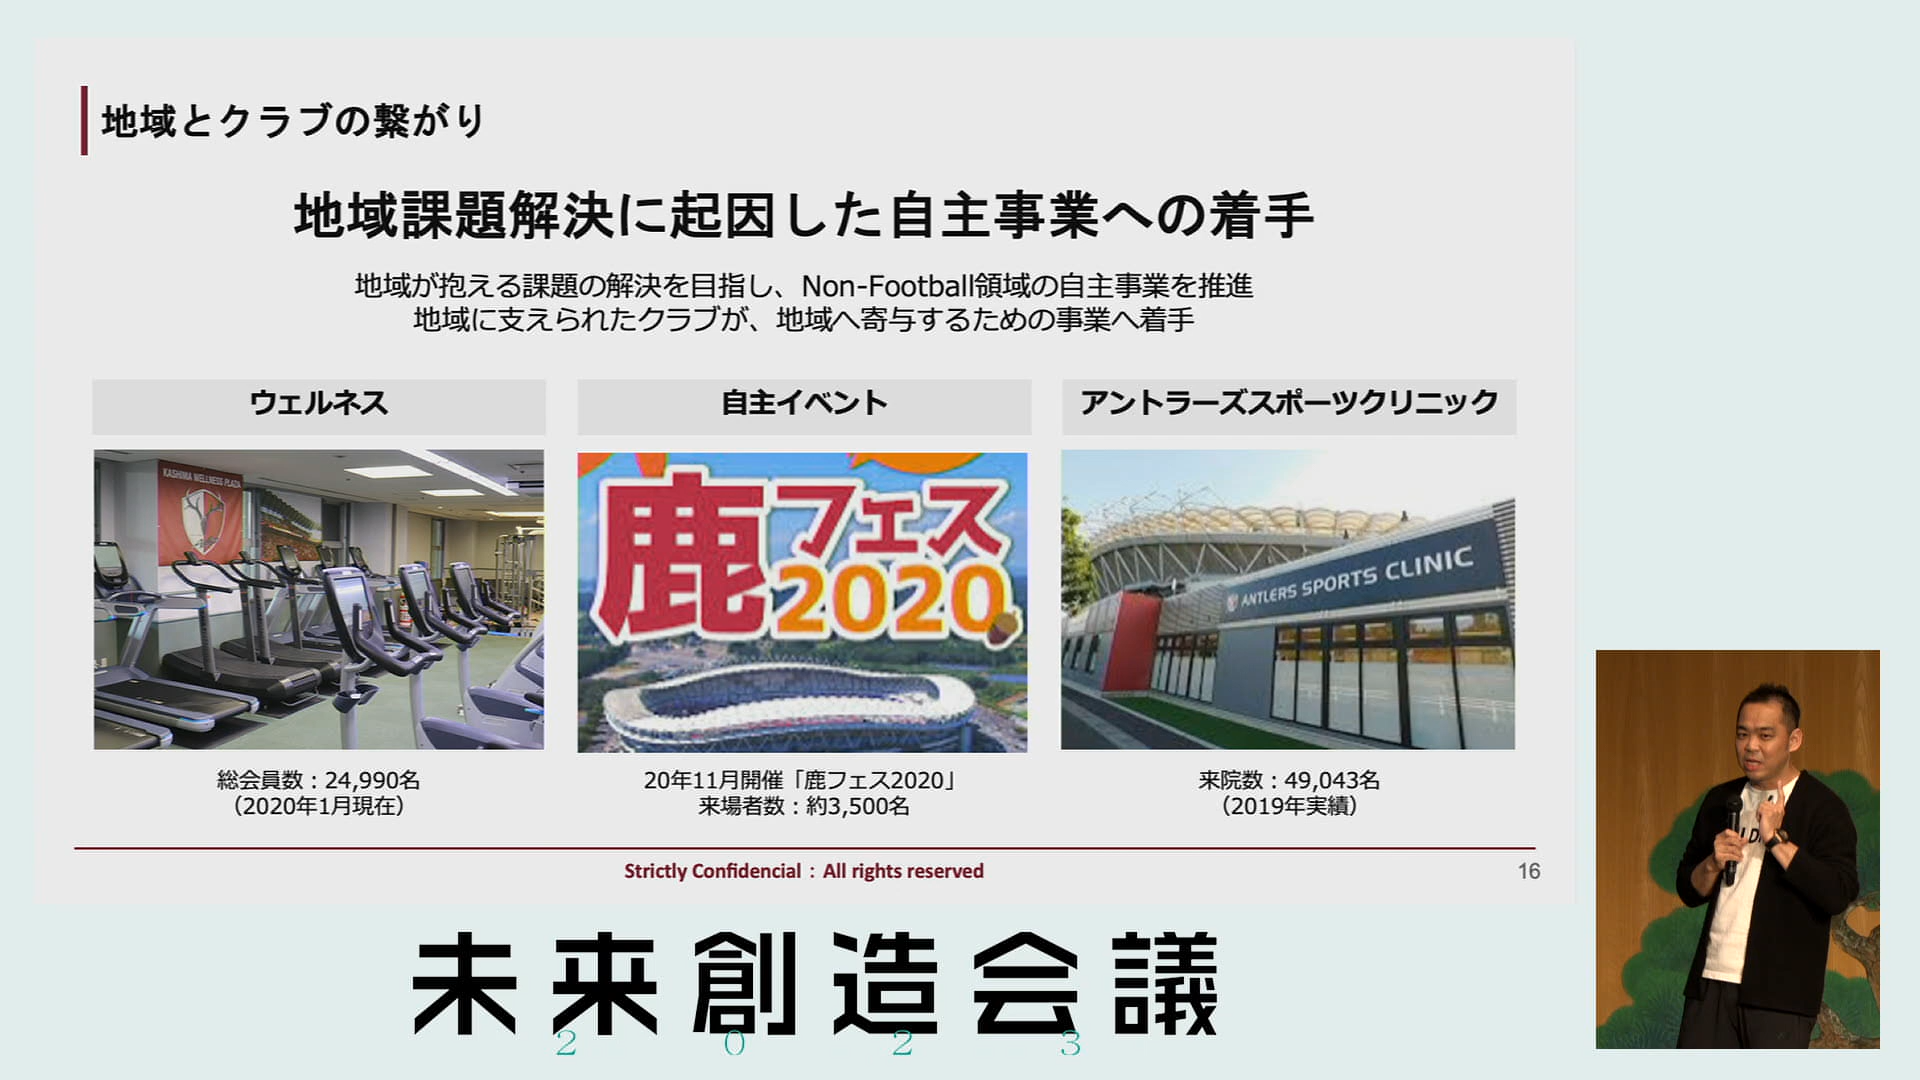 地域とクラブの繋がり
地域課題解決に起因した自主事業への着手
地域が抱える課題の解決を目指し、Non-Football領域の自主事業を推進
地域に支えられたクラブが、地域へ寄与するための事業へ着手
ウェルネス
自主イベント
アントラーズスポーツクリニック
KASHIMA WELLNESS PLAZA
鹿フェス
2020
ANTLERS SPORTS CLINIC
総会員数：24,990名
（2020年1月現在）
20年11月開催「鹿フェス2020」
来場者数：約3,500名
来院数：49,043名
（2019年実績）
Strictly Confidencial：All rights reserved
16
未来創造会議
2023